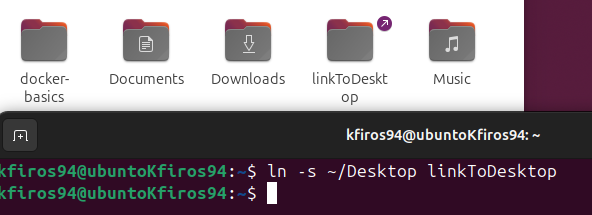 docker-
basics
Documents
Downloads
linkToDeskt
op
Music
kfiros94@ubuntoKfiros94: ~
kfiros94@ubuntoKfiros94:~$ ln -s ~/Desktop linkToDesktop
kfiros94@ubuntoKfiros94:~$